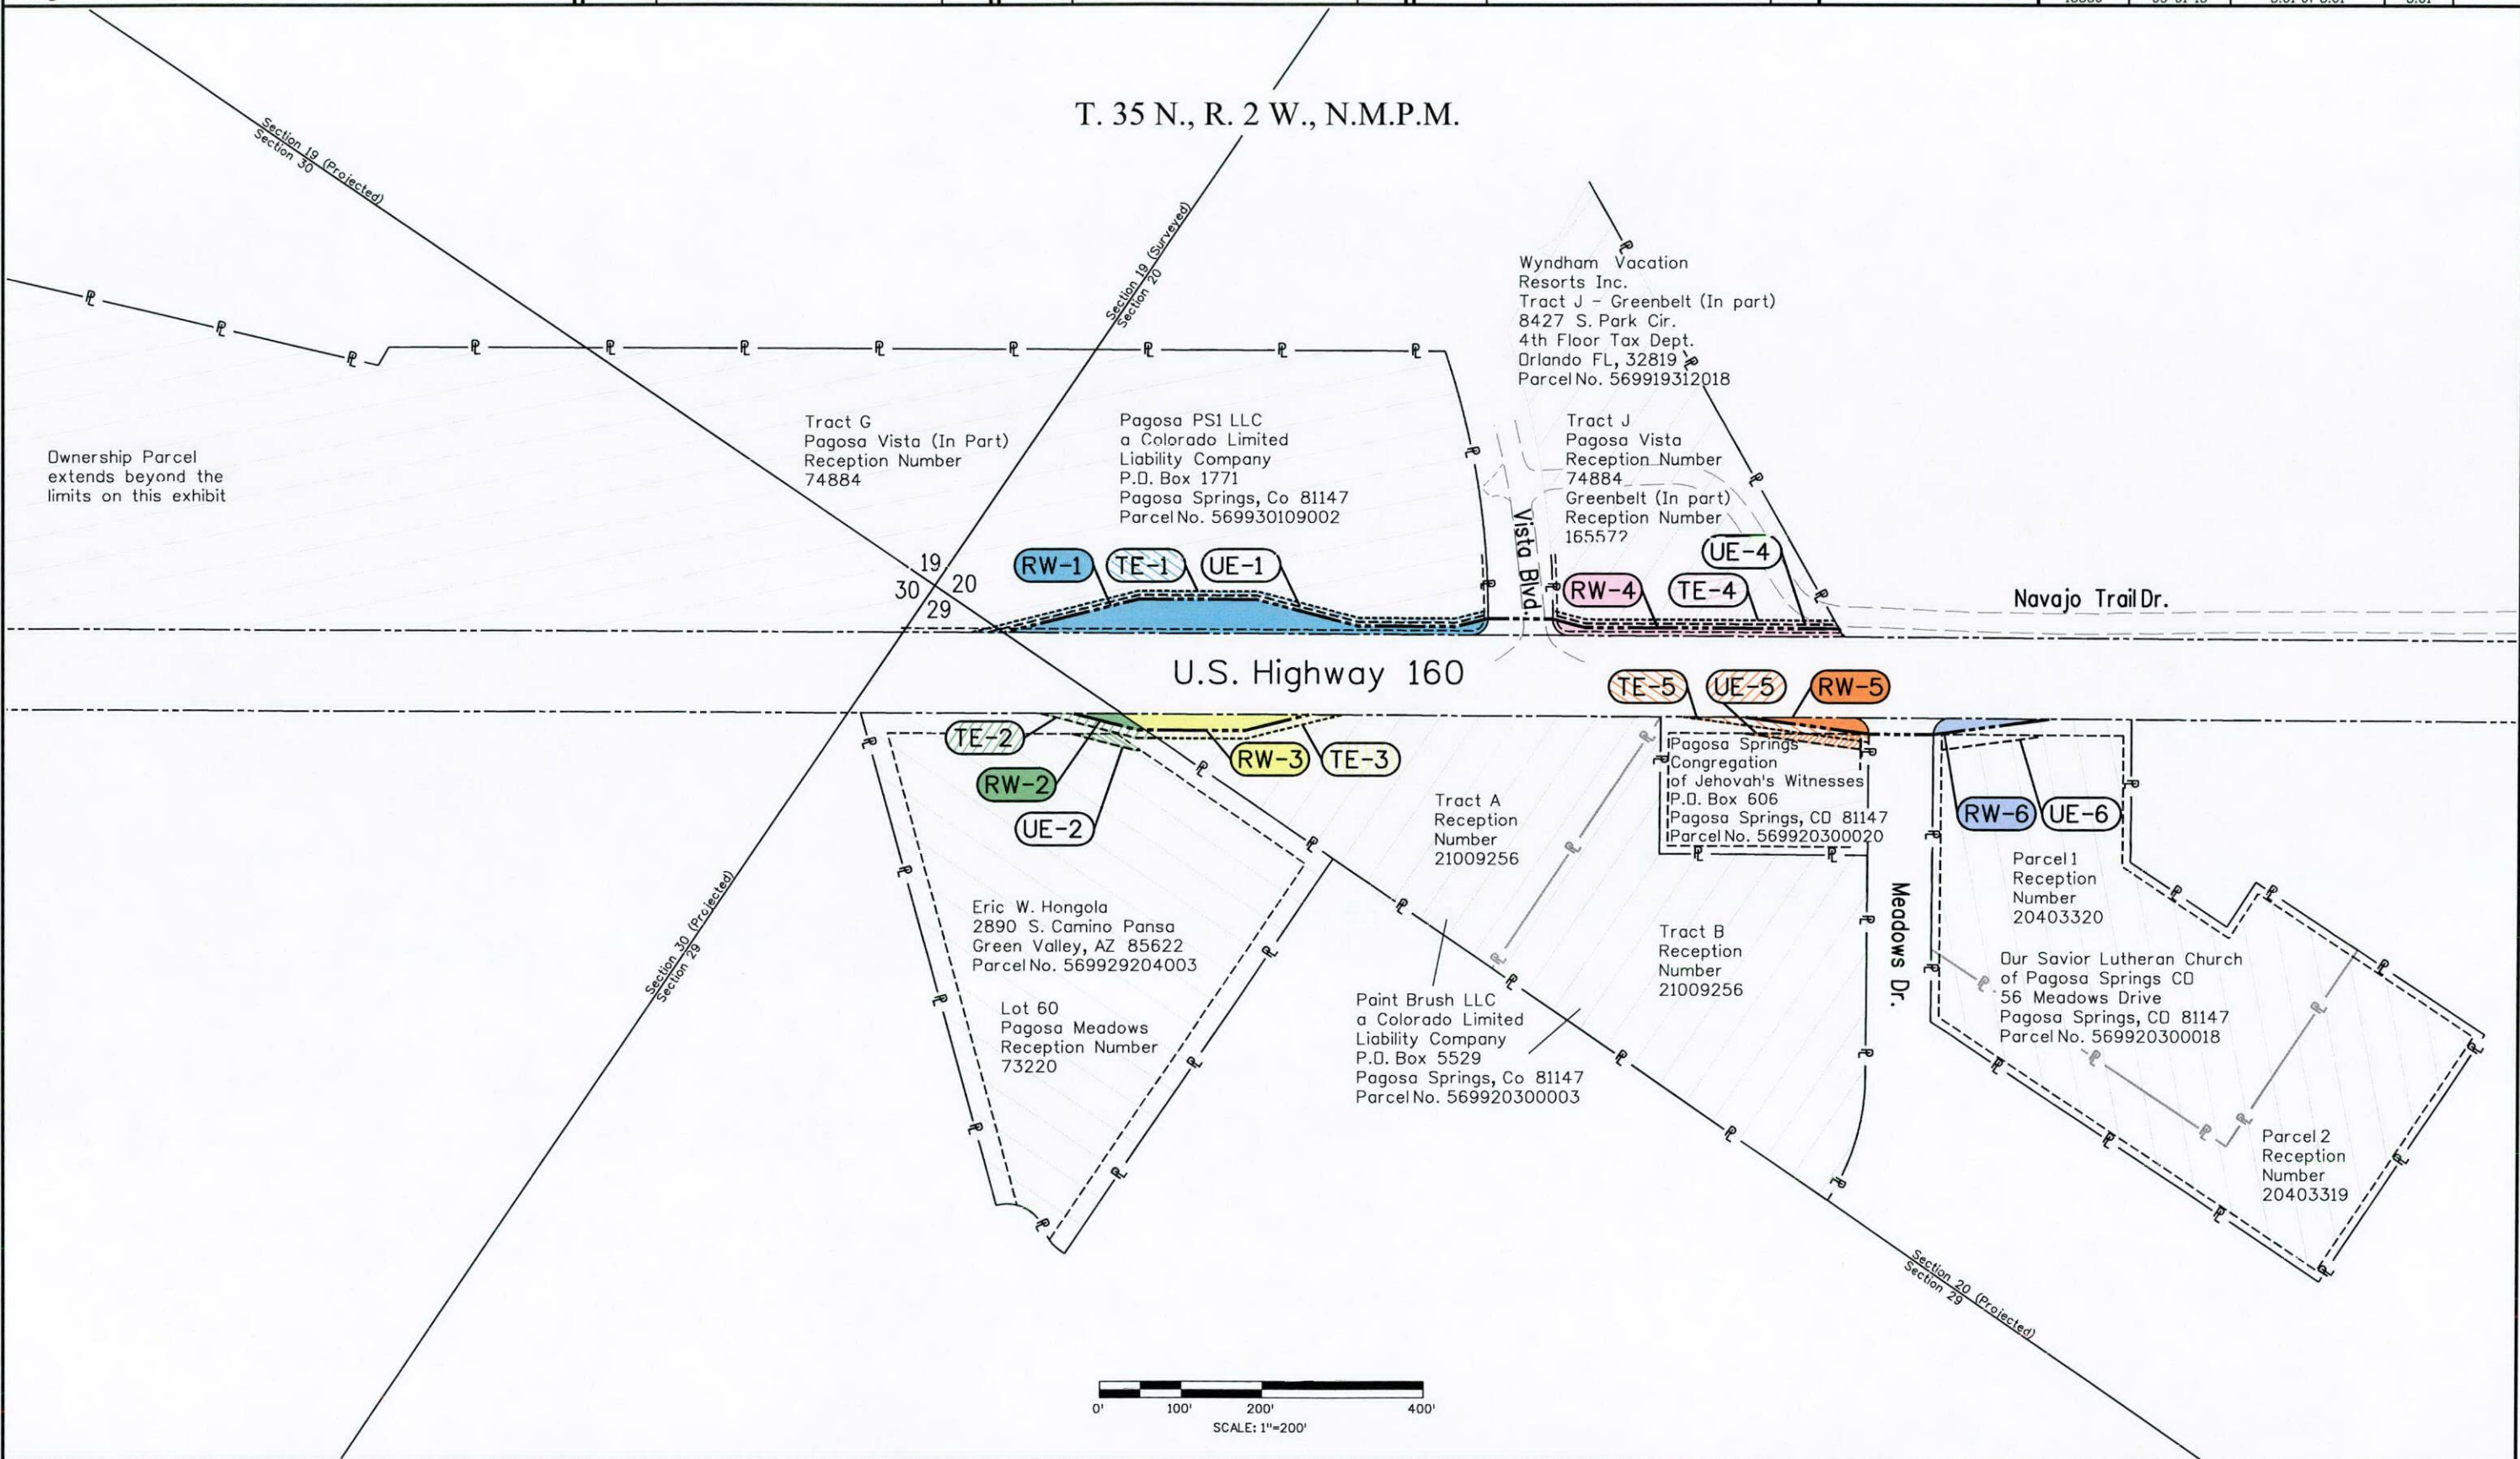 T. 35 N., R. 2 W., N.M.P.M.
Section 19 (Projected)
Section 30
Section 19 (Surveyed)
Section 20
Wyndham Vacation
Resorts Inc.
Tract J - Greenbelt (In part)
8427 S. Park Cir.
4th Floor Tax Dept.
Orlando FL, 32819
Parcel No. 569919312018
Ownership Parcel
extends beyond the
limits on this exhibit
Tract G
Pagosa Vista (In Part)
Reception Number
74884
Pagosa PS1 LLC
a Colorado Limited
Liability Company
P.O. Box 1771
Pagosa Springs, Co 81147
Parcel No. 569930109002
Tract J
Pagosa Vista
Reception Number
74884
Greenbelt (In part)
Reception Number
165572
19
20
30
29
RW-1
TE-1
UE-1
Vista Blvd.
RW-4
TE-4
UE-4
Navajo Trail Dr.
U.S. Highway 160
TE-5
UE-5
RW-5
TE-2
RW-2
UE-2
RW-3
TE-3
Pagosa Springs
Congregation
of Jehovah's Witnesses
P.O. Box 606
Pagosa Springs, CO 81147
Parcel No. 569920300020
RW-6
UE-6
Tract A
Reception
Number
21009256
Parcel 1
Reception
Number
20403320
Meadows Dr.
Section 30 (Projected)
Section 29
Eric W. Hongola
2890 S. Camino Pansa
Green Valley, AZ 85622
Parcel No. 569929204003
Lot 60
Pagosa Meadows
Reception Number
73220
Tract B
Reception
Number
21009256
Our Savior Lutheran Church
of Pagosa Springs CO
56 Meadows Drive
Pagosa Springs, CO 81147
Parcel No. 569920300018
Paint Brush LLC
a Colorado Limited
Liability Company
P.O. Box 5529
Pagosa Springs, Co 81147
Parcel No. 569920300003
Parcel 2
Reception
Number
20403319
Section 20 (Projected)
Section 29
0' 100' 200' 400'
SCALE: 1"=200'